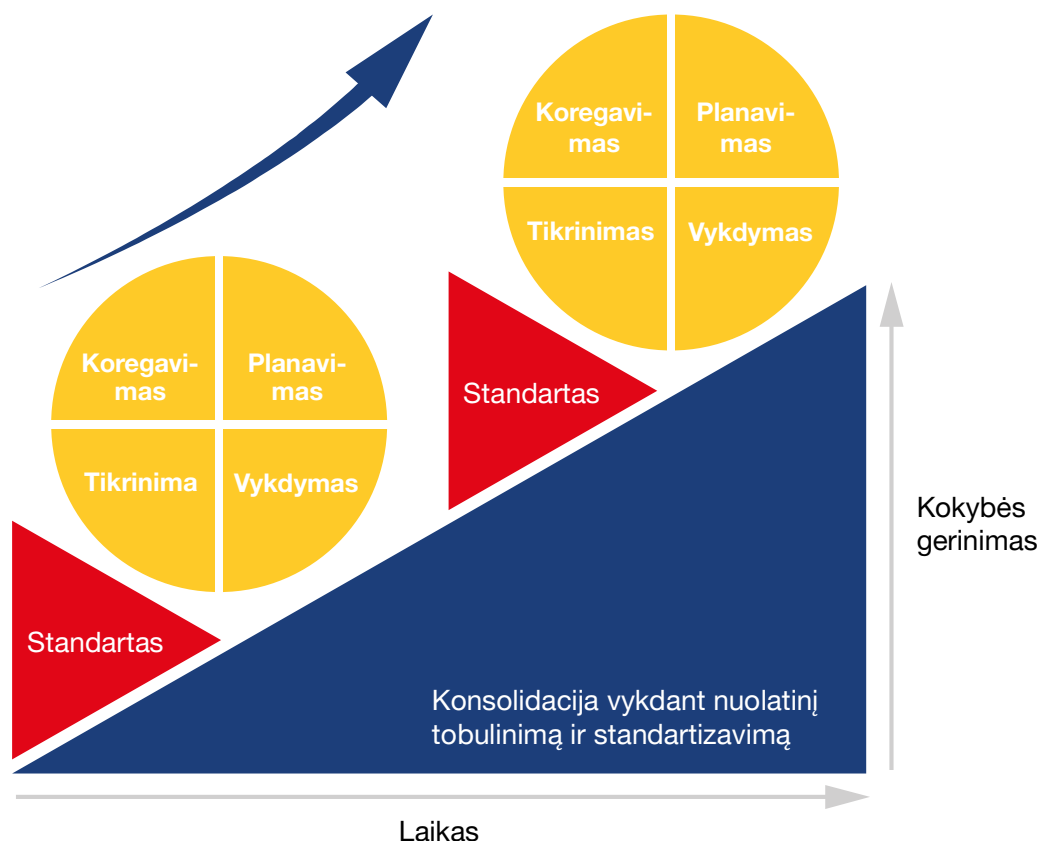 Koregavi-
mas
Planavi-
mas
Tikrinimas
Vykdymas
Koregavi-
mas
Planavi-
mas
Tikrinima
Vykdymas
Standartas
Standartas
Kokybės
gerinimas
Konsolidacija vykdant nuolatinį
tobulinimą ir standartizavimą
Laikas